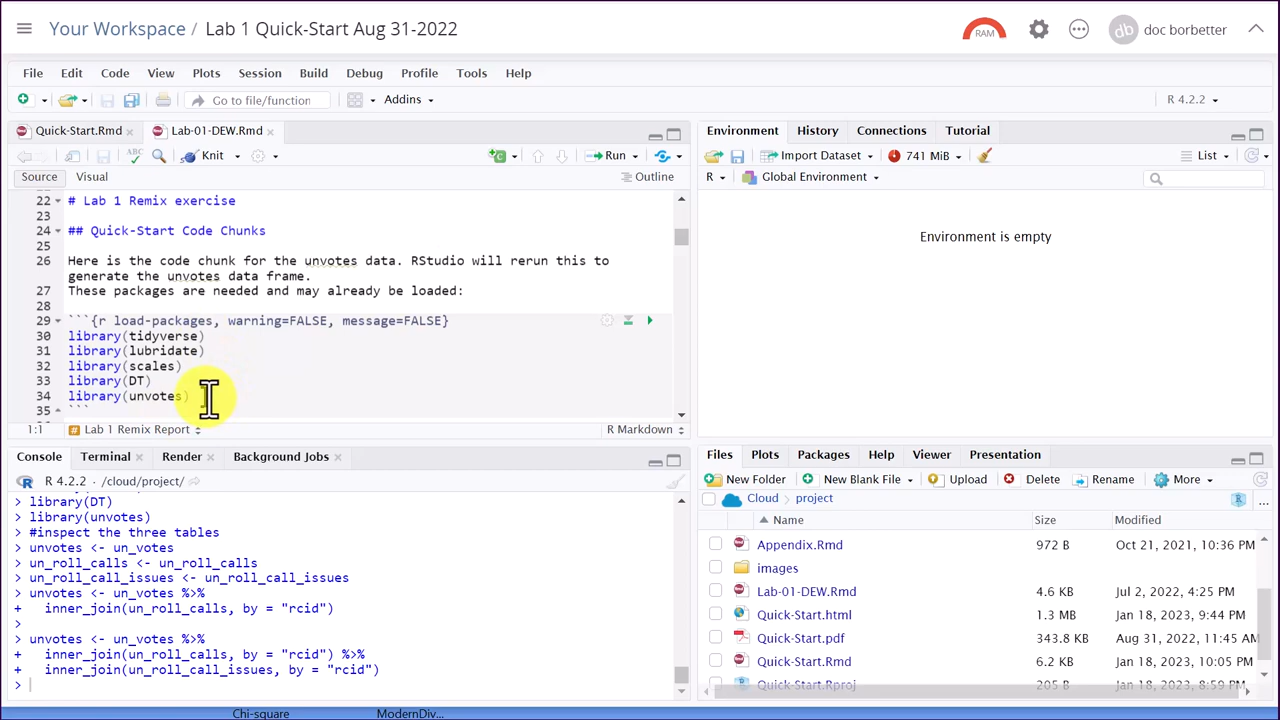 Your Workspace / Lab 1 Quick-Start Aug 31-2022
RAM
db doc borbetter
File Edit Code View Plots Session Build Debug Profile Tools Help
Go to file/function Addins R 4.2.2
Quick-Start.Rmd Lab-01-DEW.Rmd
ABC Knit Run
Source Visual Outline
22 # Lab 1 Remix exercise
23
24 ## Quick-Start Code Chunks
25
26 Here is the code chunk for the unvotes data. RStudio will rerun this to
generate the unvotes data frame.
27 These packages are needed and may already be loaded:
28
29 ```{r load-packages, warning=FALSE, message=FALSE}
30 library(tidyverse)
31 library(lubridate)
32 library(scales)
33 library(DT)
34 library(unvotes)
35 ```
1:1 # Lab 1 Remix Report R Markdown
Console Terminal Render Background Jobs
R 4.2.2 · /cloud/project/
> library(DT)
> library(unvotes)
> #inspect the three tables
> unvotes <- un_votes
> un_roll_calls <- un_roll_calls
> un_roll_call_issues <- un_roll_call_issues
> unvotes <- un_votes %>%
+ inner_join(un_roll_calls, by = "rcid")
>
> unvotes <- un_votes %>%
+ inner_join(un_roll_calls, by = "rcid") %>%
+ inner_join(un_roll_call_issues, by = "rcid")
>
Environment History Connections Tutorial
Import Dataset 741 MiB List
R Global Environment
Environment is empty
Files Plots Packages Help Viewer Presentation
New Folder New Blank File Upload Delete Rename More
Cloud project ...
Name Size Modified
Appendix.Rmd 972 B Oct 21, 2021, 10:36 PM
images
Lab-01-DEW.Rmd 4.6 KB Jul 2, 2022, 4:25 PM
Quick-Start.html 1.3 MB Jan 18, 2023, 9:44 PM
Quick-Start.pdf 343.8 KB Aug 31, 2022, 11:45 AM
Quick-Start.Rmd 6.2 KB Jan 18, 2023, 10:05 PM
Quick-Start.Rproj 205 B Jan 18, 2023, 8:59 PM
Chi-square ModernDiv...